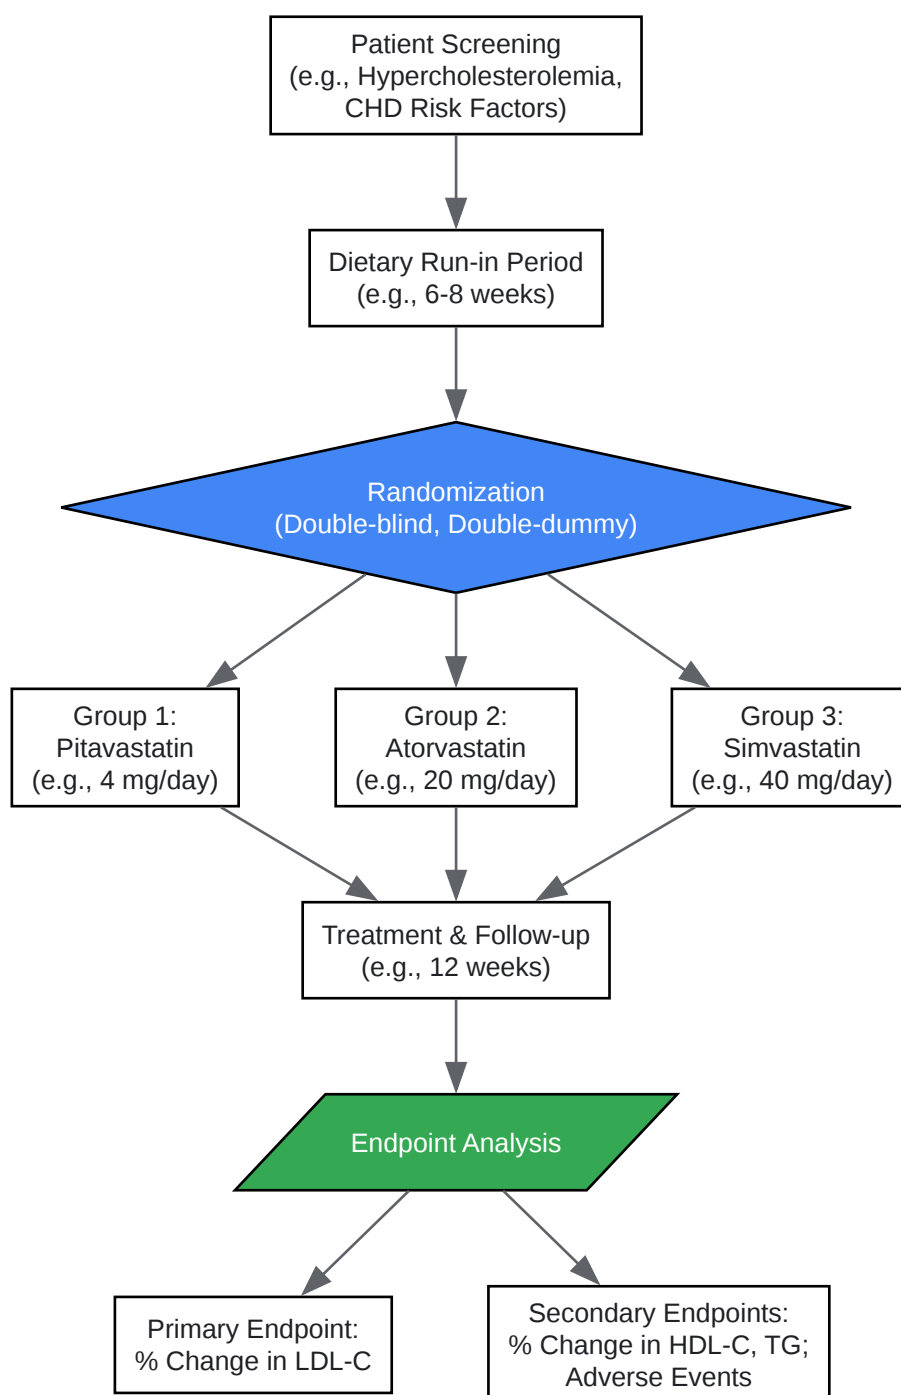 Patient Screening
(e.g., Hypercholesterolemia,
CHD Risk Factors)
Dietary Run-in Period
(e.g., 6-8 weeks)
Randomization
(Double-blind, Double-dummy)
Group 1:
Pitavastatin
(e.g., 4 mg/day)
Group 2:
Atorvastatin
(e.g., 20 mg/day)
Group 3:
Simvastatin
(e.g., 40 mg/day)
Treatment & Follow-up
(e.g., 12 weeks)
Endpoint Analysis
Primary Endpoint:
% Change in LDL-C
Secondary Endpoints:
% Change in HDL-C, TG;
Adverse Events